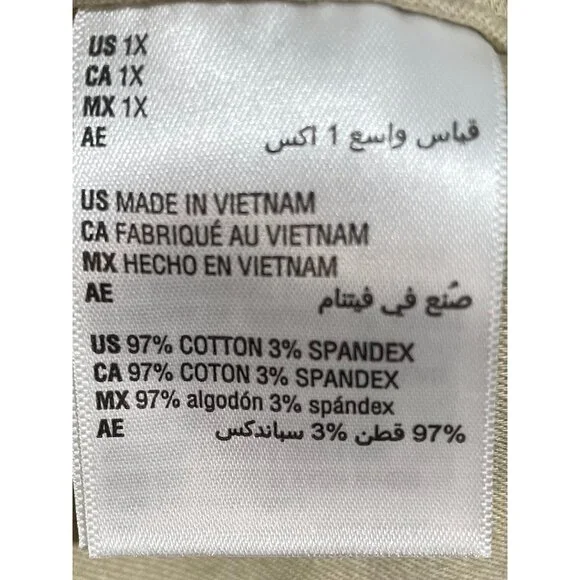 US 1X
CA 1X
MX 1X
AE قياس واسع 1 اكس
US MADE IN VIETNAM
CA FABRIQUÉ AU VIETNAM
MX HECHO EN VIETNAM
AE صُنع في فيتنام
US 97% COTTON 3% SPANDEX
CA 97% COTON 3% SPANDEX
MX 97% algodón 3% spándex
AE 97% قطن 3% سباندكس